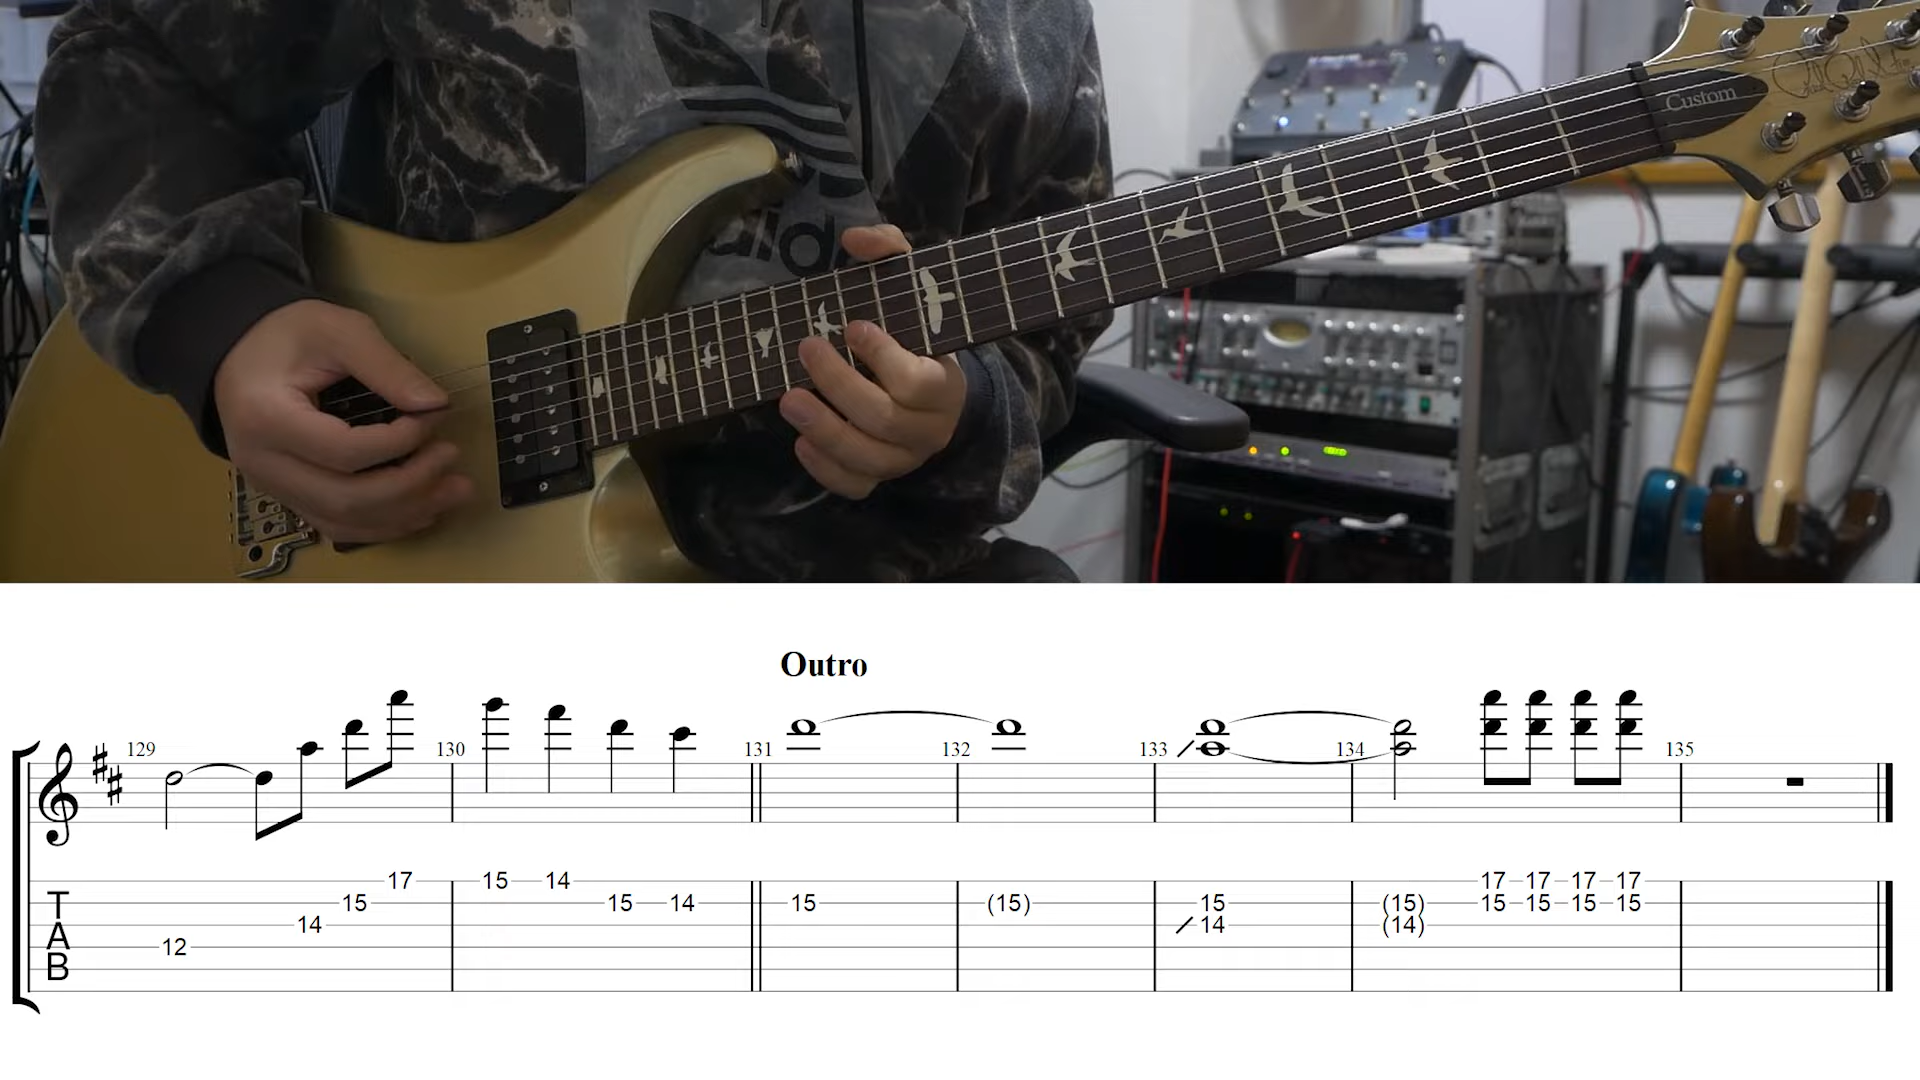 Custom
adida
Outro
129 130 131 132 133 134 135
17 15 14 17 17 17 17
T 15 15 14 15 (15) 15 (15) 15 15 15 15
A 14 14 (14)
12
B